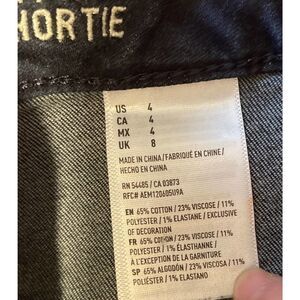 HORTIE
US 4
CA 4
MX 4
UK 8
MADE IN CHINA / FABRIQUÉ EN CHINE /
HECHO EN CHINA
RN 54485 / CA 03873
RFC# AEM120605U9A
EN 65% COTTON / 23% VISCOSE / 11%
POLYESTER / 1% ELASTANE / EXCLUSIVE
OF DECORATION
FR 65% COTON / 23% VISCOSE / 11%
POLYESTER / 1% ÉLASTHANNE /
À L'EXCEPTION DE LA GARNITURE
SP 65% ALGODÓN / 23% VISCOSA / 11%
POLIÉSTER / 1% ELASTANO /